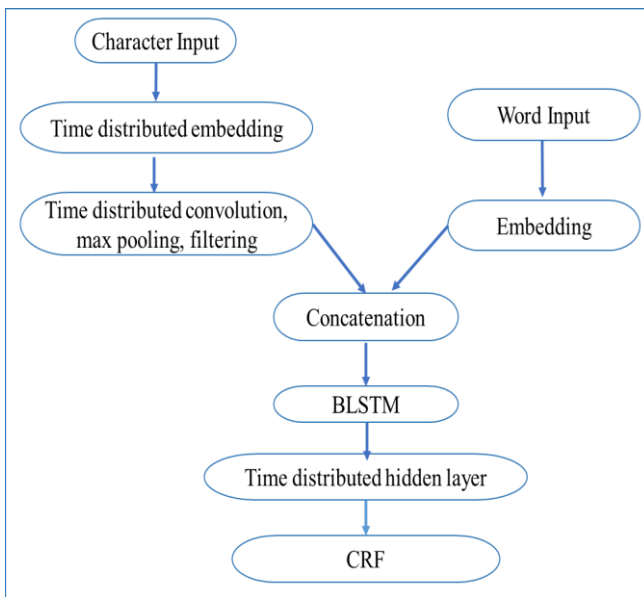 Character Input
Time distributed embedding
Word Input
Time distributed convolution,
max pooling, filtering
Embedding
Concatenation
BLSTM
Time distributed hidden layer
CRF